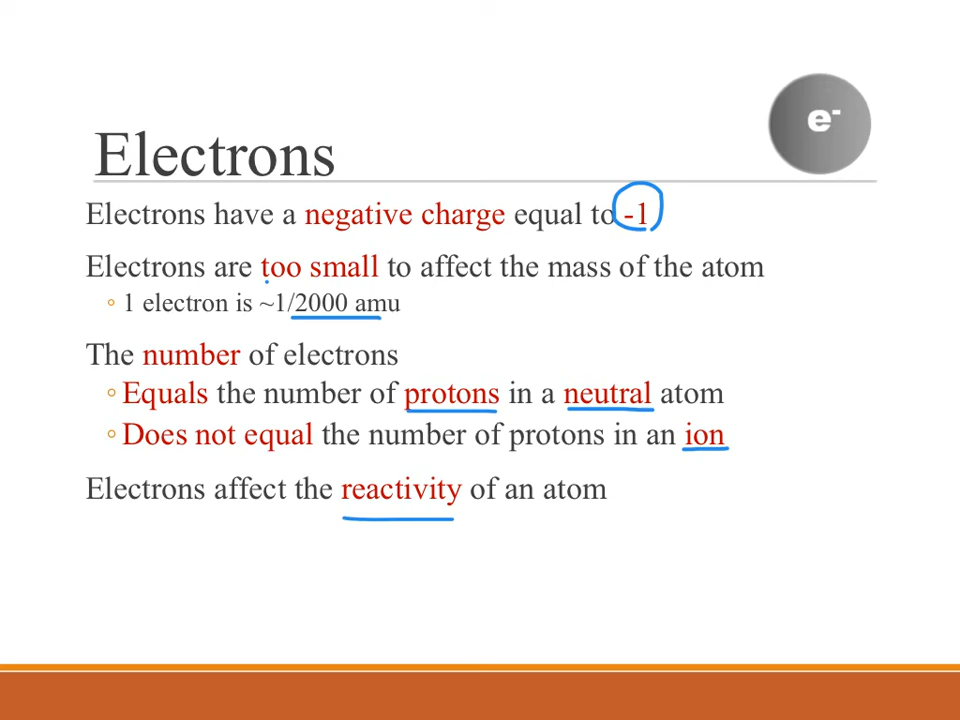 e-
Electrons
Electrons have a negative charge equal to -1
Electrons are too small to affect the mass of the atom
◦ 1 electron is ~1/2000 amu
The number of electrons
◦ Equals the number of protons in a neutral atom
◦ Does not equal the number of protons in an ion
Electrons affect the reactivity of an atom